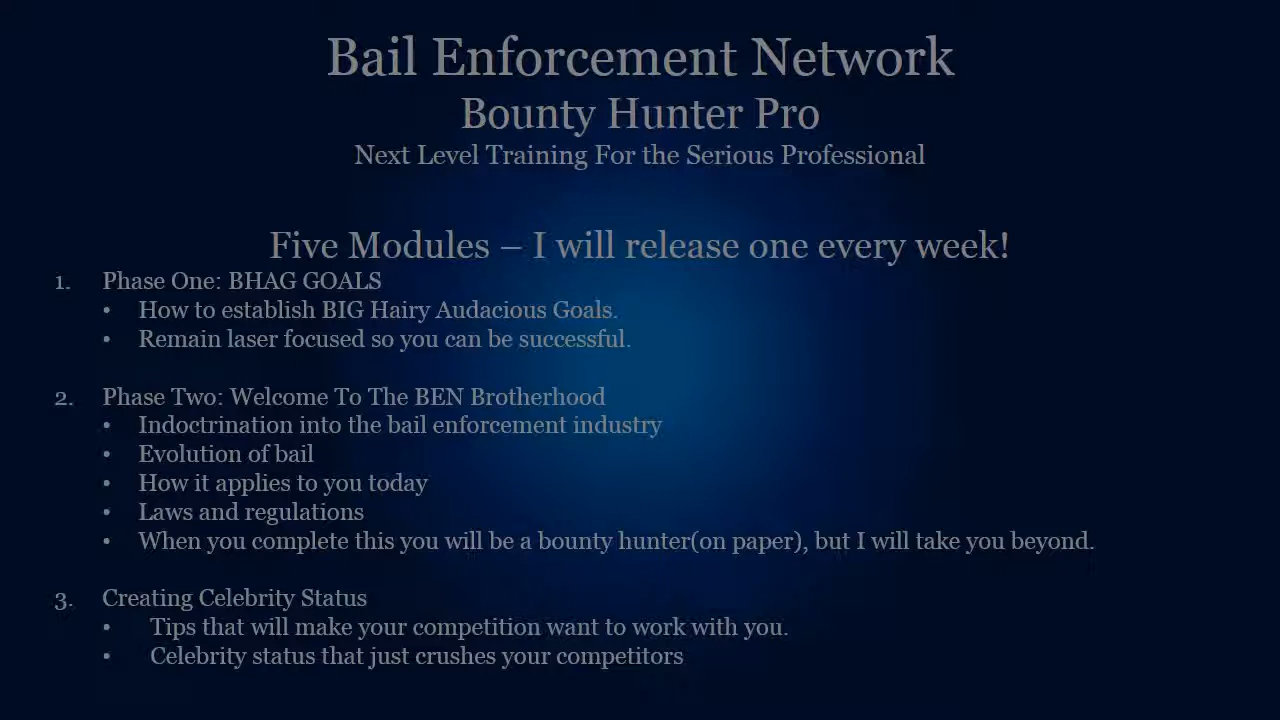 Bail Enforcement Network
Bounty Hunter Pro
Next Level Training For the Serious Professional
Five Modules – I will release one every week!
1. Phase One: BHAG GOALS
• How to establish BIG Hairy Audacious Goals.
• Remain laser focused so you can be successful.
2. Phase Two: Welcome To The BEN Brotherhood
• Indoctrination into the bail enforcement industry
• Evolution of bail
• How it applies to you today
• Laws and regulations
• When you complete this you will be a bounty hunter(on paper), but I will take you beyond.
3. Creating Celebrity Status
• Tips that will make your competition want to work with you.
• Celebrity status that just crushes your competitors